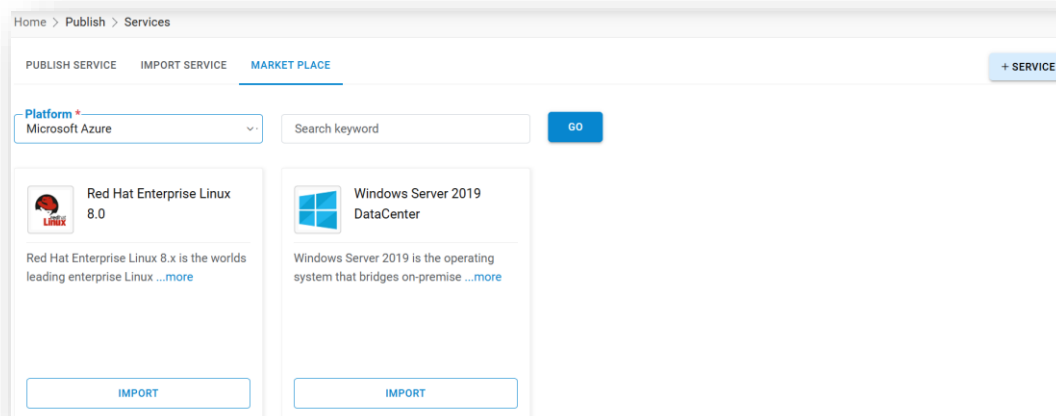 Home > Publish > Services
PUBLISH SERVICE IMPORT SERVICE MARKET PLACE
+ SERVICE
Platform *
Microsoft Azure
Search keyword
GO
Red Hat Enterprise Linux
8.0
redhat
Linux
Red Hat Enterprise Linux 8.x is the worlds
leading enterprise Linux ...more
IMPORT
Windows Server 2019
DataCenter
Windows Server 2019 is the operating
system that bridges on-premise ...more
IMPORT